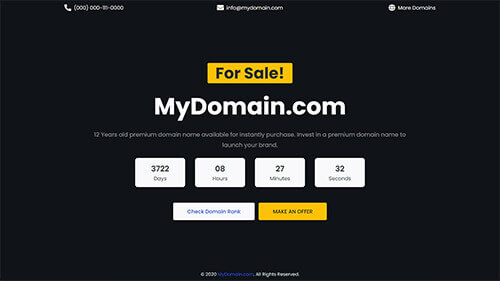 (000) 000-111-0000 info@mydomain.com More Domains
For Sale!
MyDomain.com
12 Years old premium domain name available for instantly purchase. Invest in a premium domain name to
launch your brand.
3722 08 27 32
Days Hours Minutes Seconds
Check Domain Rank MAKE AN OFFER
© 2020 MyDomain.com. All Rights Reserved.